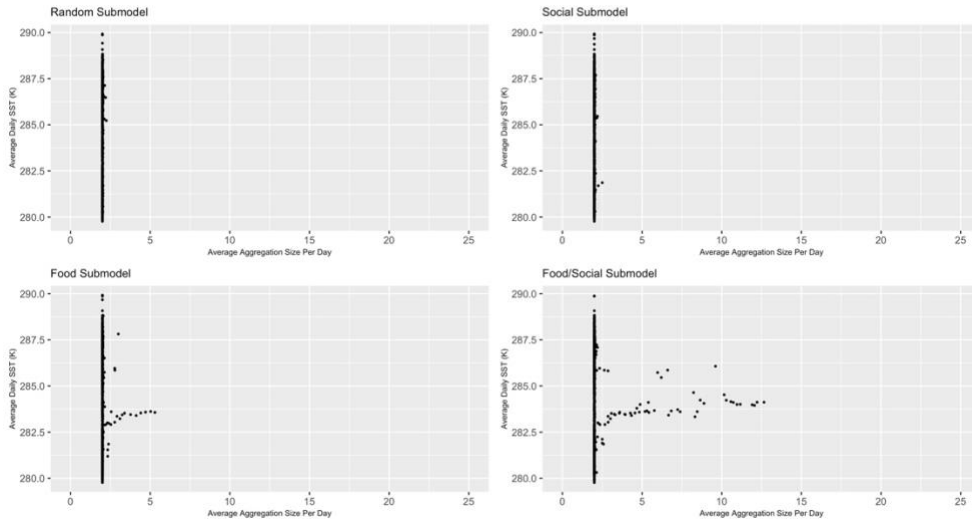 Random Submodel
Social Submodel
Average Daily SST (K)
290.0
287.5
285.0
282.5
280.0
0 5 10 15 20 25
Average Aggregation Size Per Day
Average Daily SST (K)
290.0
287.5
285.0
282.5
280.0
0 5 10 15 20 25
Average Aggregation Size Per Day
Food Submodel
Food/Social Submodel
Average Daily SST (K)
290.0
287.5
285.0
282.5
280.0
0 5 10 15 20 25
Average Aggregation Size Per Day
Average Daily SST (K)
290.0
287.5
285.0
282.5
280.0
0 5 10 15 20 25
Average Aggregation Size Per Day